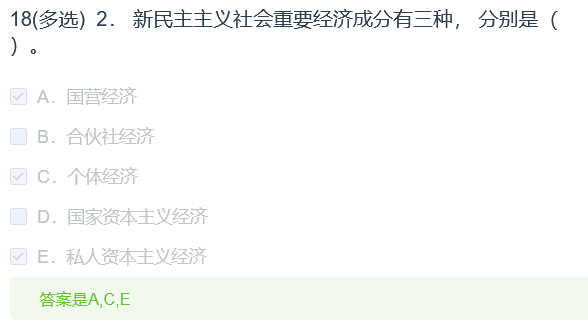 18(多选)  2． 新民主主义社会重要经济成分有三种， 分别是（
）。
A．国营经济
B．合伙社经济
C．个体经济
D．国家资本主义经济
E．私人资本主义经济
答案是A,C,E